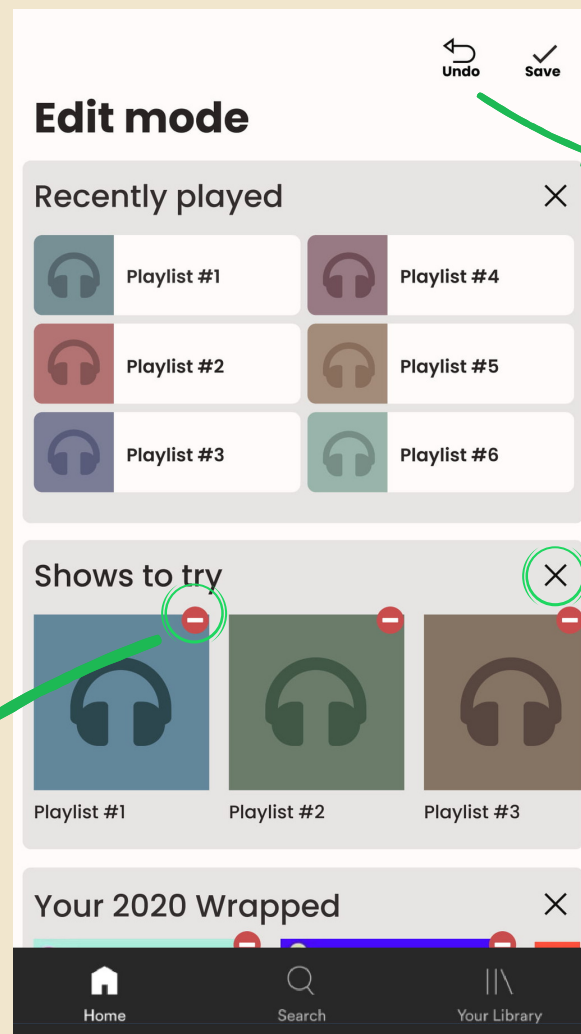 Undo Save
Edit mode
Recently played
Playlist #1 Playlist #4
Playlist #2 Playlist #5
Playlist #3 Playlist #6
Shows to try
Playlist #1 Playlist #2 Playlist #3
Your 2020 Wrapped
Home Search Your Library